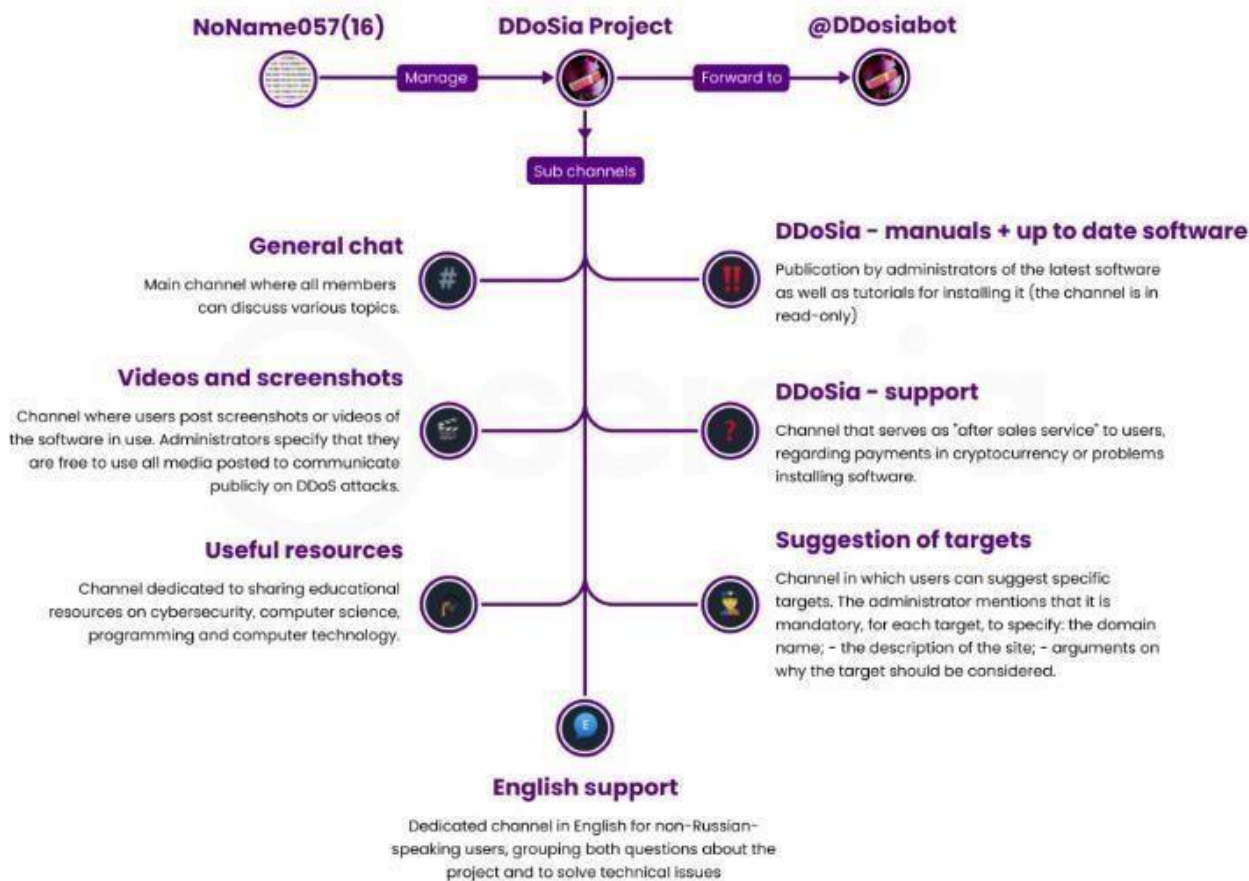 NoName057(16)
DDoSia Project
@DDosiabot
Manage
Forward to
Sub channels
General chat
Main channel where all members
can discuss various topics.
DDoSia - manuals + up to date software
Publication by administrators of the latest software
as well as tutorials for installing it (the channel is in
read-only)
Videos and screenshots
Channel where users post screenshots or videos of
the software in use. Administrators specify that they
are free to use all media posted to communicate
publicly on DDoS attacks.
DDoSia - support
Channel that serves as "after sales service" to users,
regarding payments in cryptocurrency or problems
installing software.
Useful resources
Channel dedicated to sharing educational
resources on cybersecurity, computer science,
programming and computer technology.
Suggestion of targets
Channel in which users can suggest specific
targets. The administrator mentions that it is
mandatory, for each target, to specify: the domain
name; - the description of the site; - arguments on
why the target should be considered.
#
!!
?
E
English support
Dedicated channel in English for non-Russian-
speaking users, grouping both questions about the
project and to solve technical issues